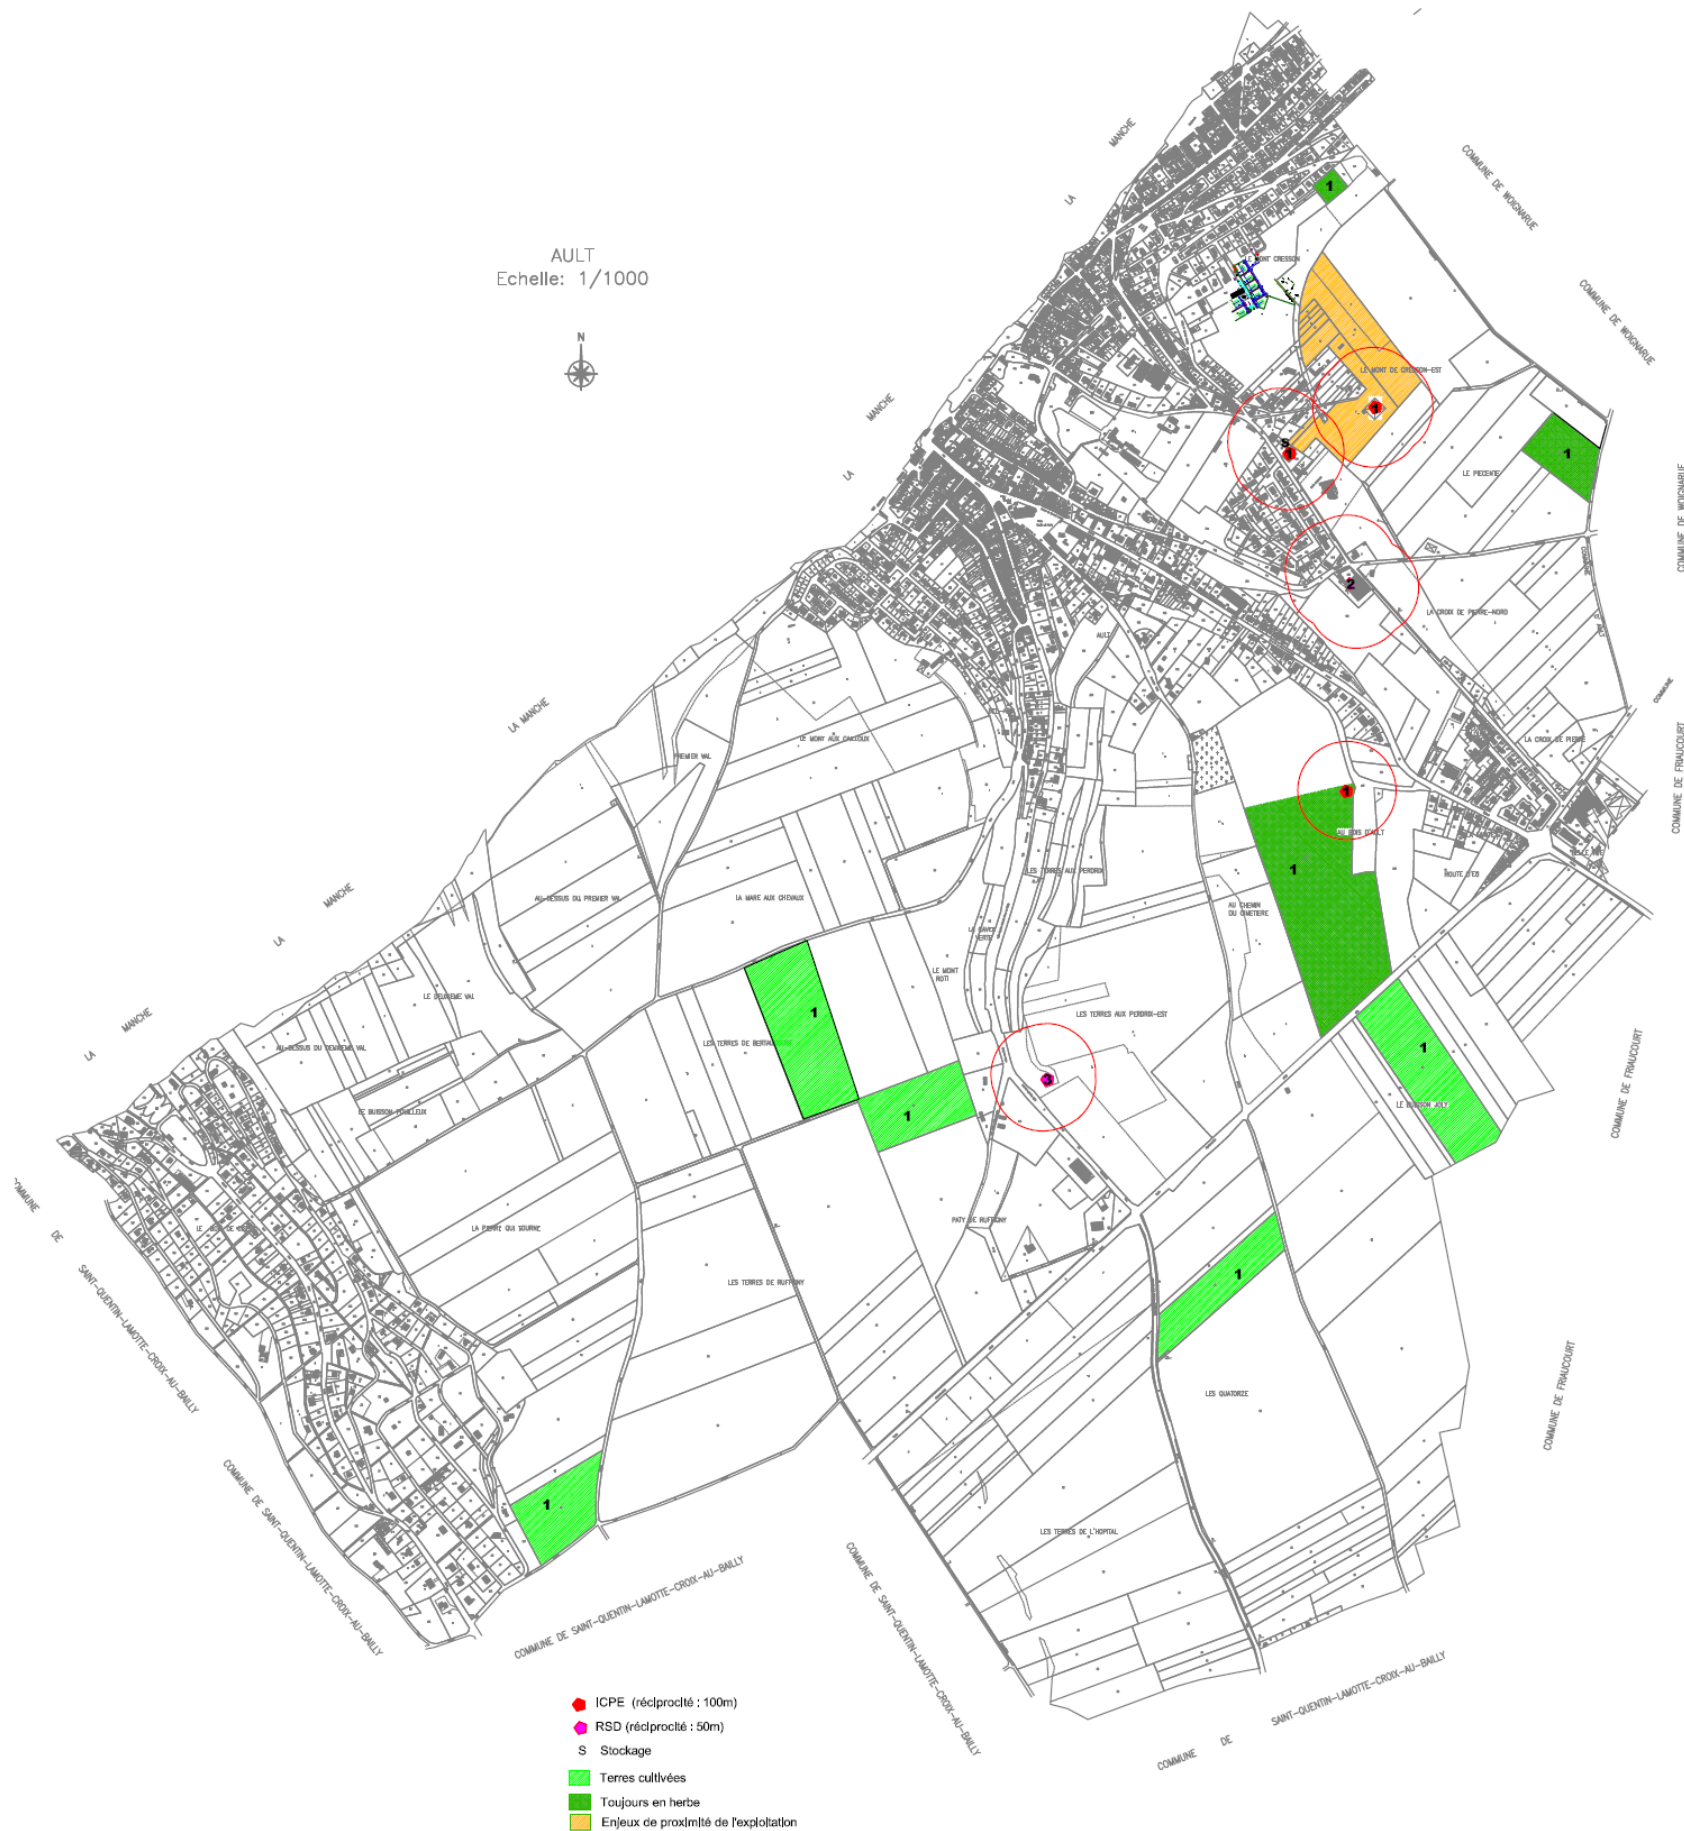 LA MANCHE
COMMUNE DE WOIGNARUE
1
AULT
Echelle: 1/1000
LE MONT CRESSON
COMMUNE DE WOIGNARUE
N
LE MONT DE CRESSON-EST
1
LA MANCHE
S
1
1
LE PIECENTE
COMMUNE DE WOIGNARUE
2
COMMUNE
D'AULT
LA CROIX DE PIERRE-NORD
AULT
COMMUNE
LA MANCHE
LE MONT AUX CAILLOUX
PREMIER VAL
LA CROIX DE PIERRE
COMMUNE DE FRIAUCOURT
1
AU BOIS D'AULT
1
LES TERRES AUX PERDRIX
ROUTE D'EU
LA MANCHE
AU-DESSUS DU PREMIER VAL
LA MARE AUX CHEVAUX
AU CHEMIN
DU CIMETIERE
LE MONT
ROTI
LE DEUXIEME VAL
1
LES TERRES AUX PERDRIX-EST
LA MANCHE
AU-DESSUS DU DEUXIEME VAL
1
3
COMMUNE DE FRIAUCOURT
LE BUISSON JOLY
LE BUISSON POUILLEUX
1
PATY DE RUFFIGNY
LA PIERRE QUI TOURNE
LES TERRES DE RUFFIGNY
1
COMMUNE DE SAINT-QUENTIN-LAMOTTE-CROIX-AU-BAILLY
LES QUATORZE
COMMUNE DE FRIAUCOURT
1
LES TERRES DE L'HOPITAL
COMMUNE DE SAINT-QUENTIN-LAMOTTE-CROIX-AU-BAILLY
COMMUNE DE SAINT-QUENTIN-LAMOTTE-CROIX-AU-BAILLY
COMMUNE DE SAINT-QUENTIN-LAMOTTE-CROIX-AU-BAILLY
COMMUNE DE SAINT-QUENTIN-LAMOTTE-CROIX-AU-BAILLY
ICPE (réciprocité : 100m)
RSD (réciprocité : 50m)
S Stockage
Terres cultivées
Toujours en herbe
Enjeux de proximité de l'exploitation